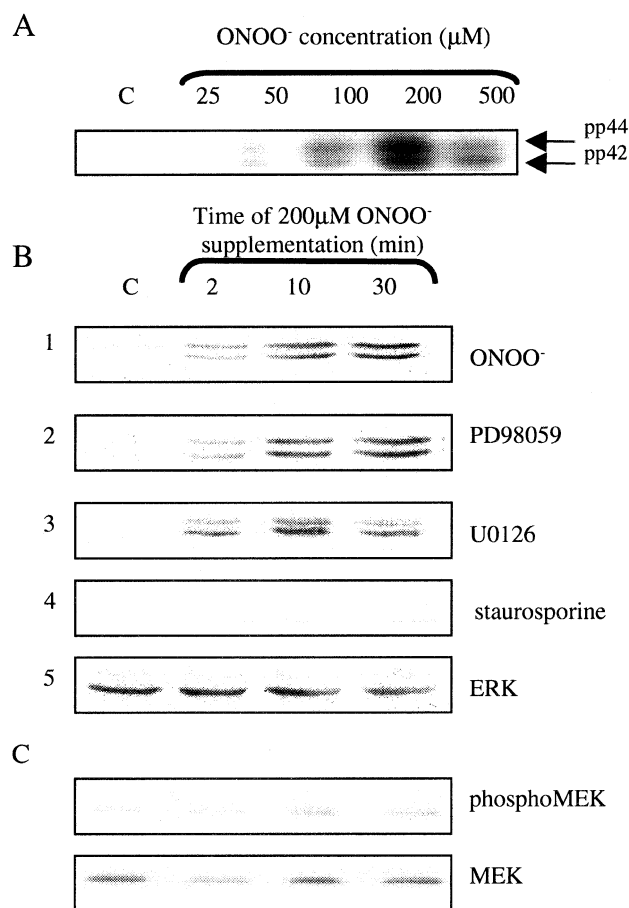 A
ONOO⁻ concentration (μM)
C 25 50 100 200 500
pp44
pp42
Time of 200μM ONOO⁻
supplementation (min)
B
C 2 10 30
1 ONOO⁻
2 PD98059
3 U0126
4 staurosporine
5 ERK
C
phosphoMEK
MEK